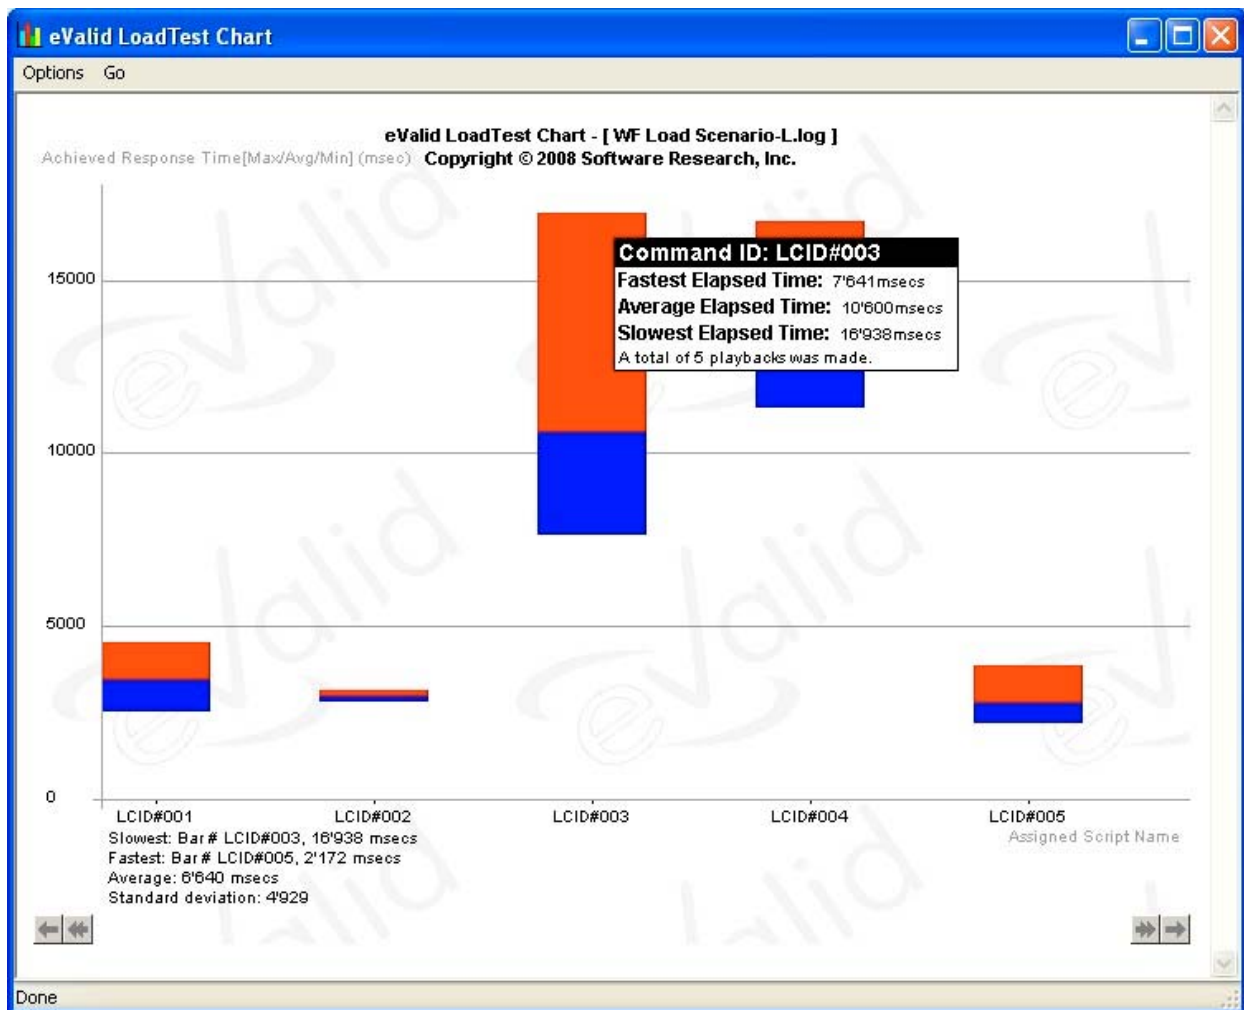 eValid LoadTest Chart
Options Go
eValid LoadTest Chart - [ WF Load Scenario-L.log ]
Achieved Response Time[Max/Avg/Min] (msec) Copyright © 2008 Software Research, Inc.
Command ID: LCID#003
15000
Fastest Elapsed Time: 7'641msecs
Average Elapsed Time: 10'600msecs
Slowest Elapsed Time: 16'938msecs
A total of 5 playbacks was made.
10000
5000
0
LCID#001 LCID#002 LCID#003 LCID#004 LCID#005
Slowest: Bar# LCID#003, 16'938 msecs
Assigned Script Name
Fastest: Bar# LCID#005, 2'172 msecs
Average: 6'640 msecs
Standard deviation: 4'929
eValid
eValid
eValid
eValid
Done